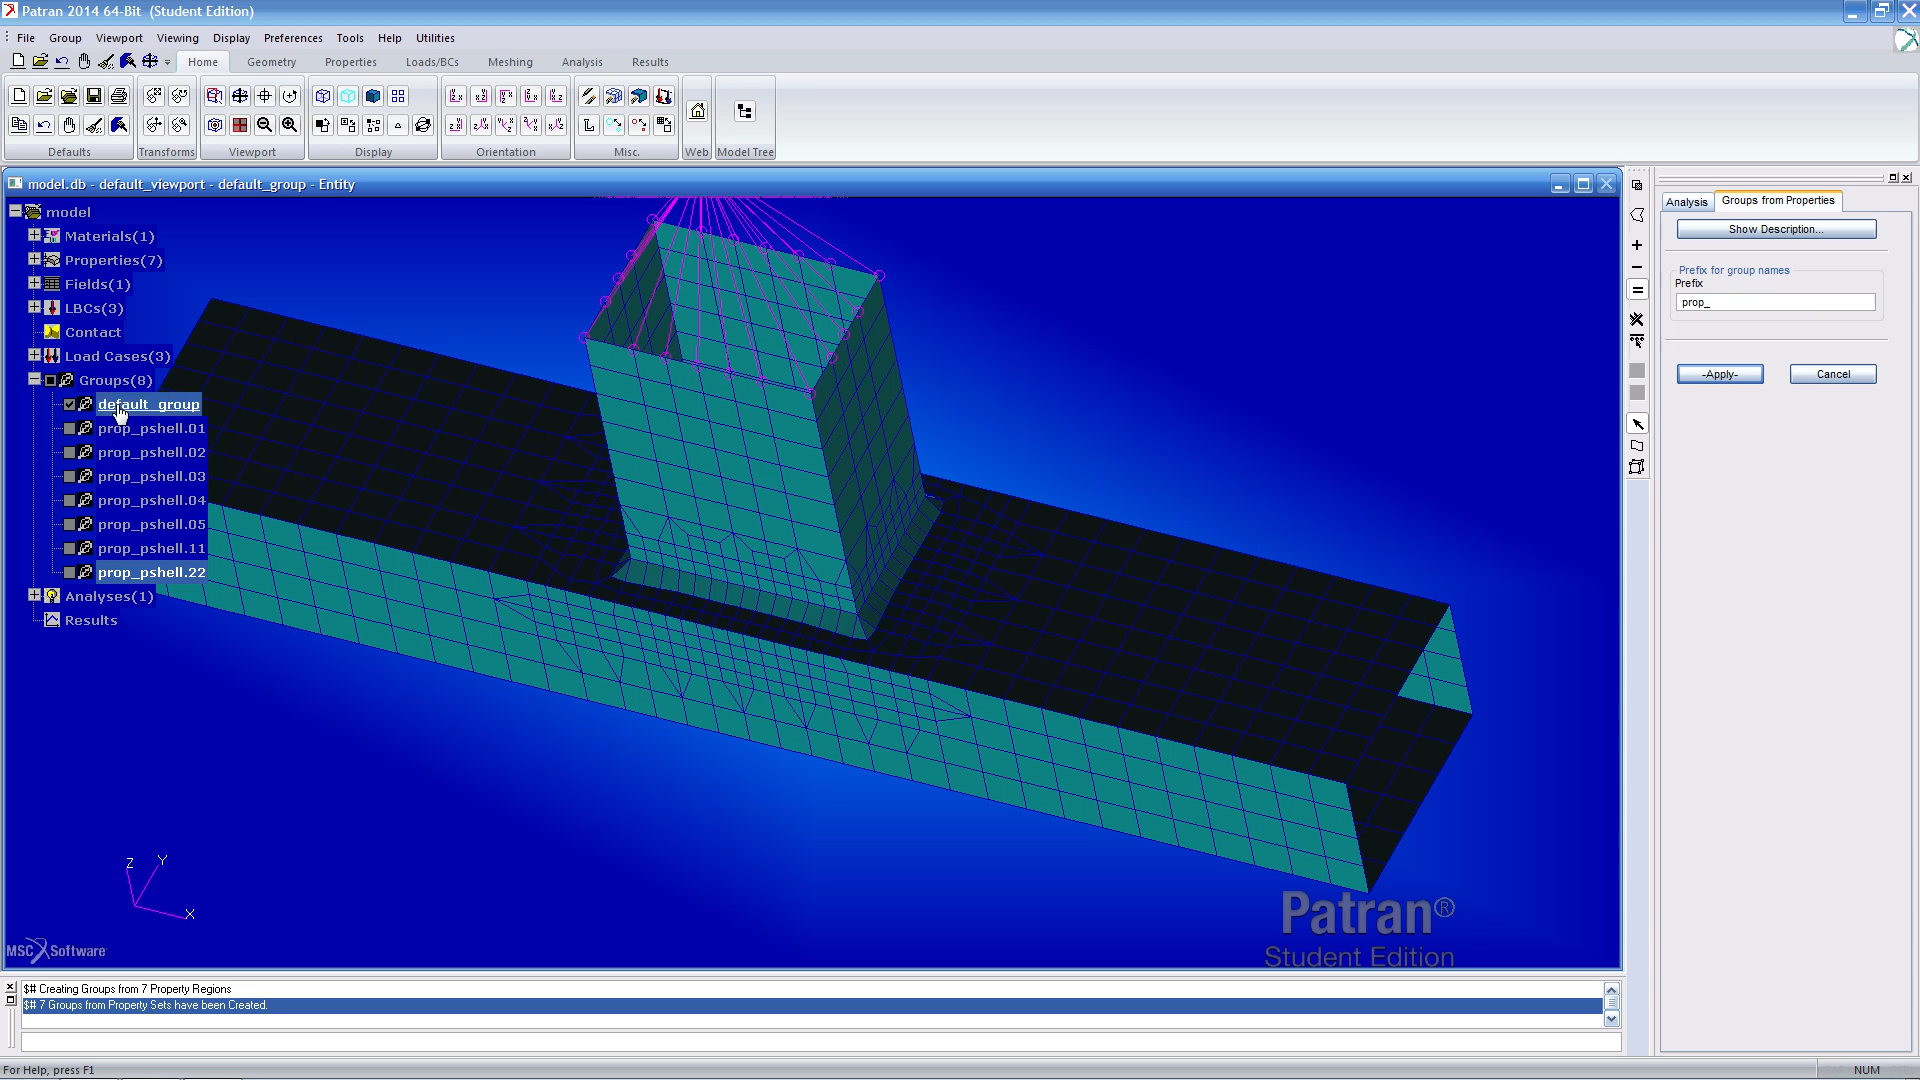 Patran 2014 64-Bit (Student Edition)
File Group Viewport Viewing Display Preferences Tools Help Utilities
Home Geometry Properties Loads/BCs Meshing Analysis Results
Defaults Transforms Viewport Display Orientation Misc. Web Model Tree
model.db - default_viewport - default_group - Entity
model
Materials(1)
Properties(7)
Fields(1)
LBCs(3)
Contact
Load Cases(3)
Groups(8)
default_group
prop_pshell.01
prop_pshell.02
prop_pshell.03
prop_pshell.04
prop_pshell.05
prop_pshell.11
prop_pshell.22
Analyses(1)
Results
Z Y
X
MSC Software
Patran®
Student Edition
Analysis Groups from Properties
Show Description...
Prefix for group names
Prefix
prop_
-Apply- Cancel
$# Creating Groups from 7 Property Regions
$# 7 Groups from Property Sets have been Created.
For Help, press F1
NUM